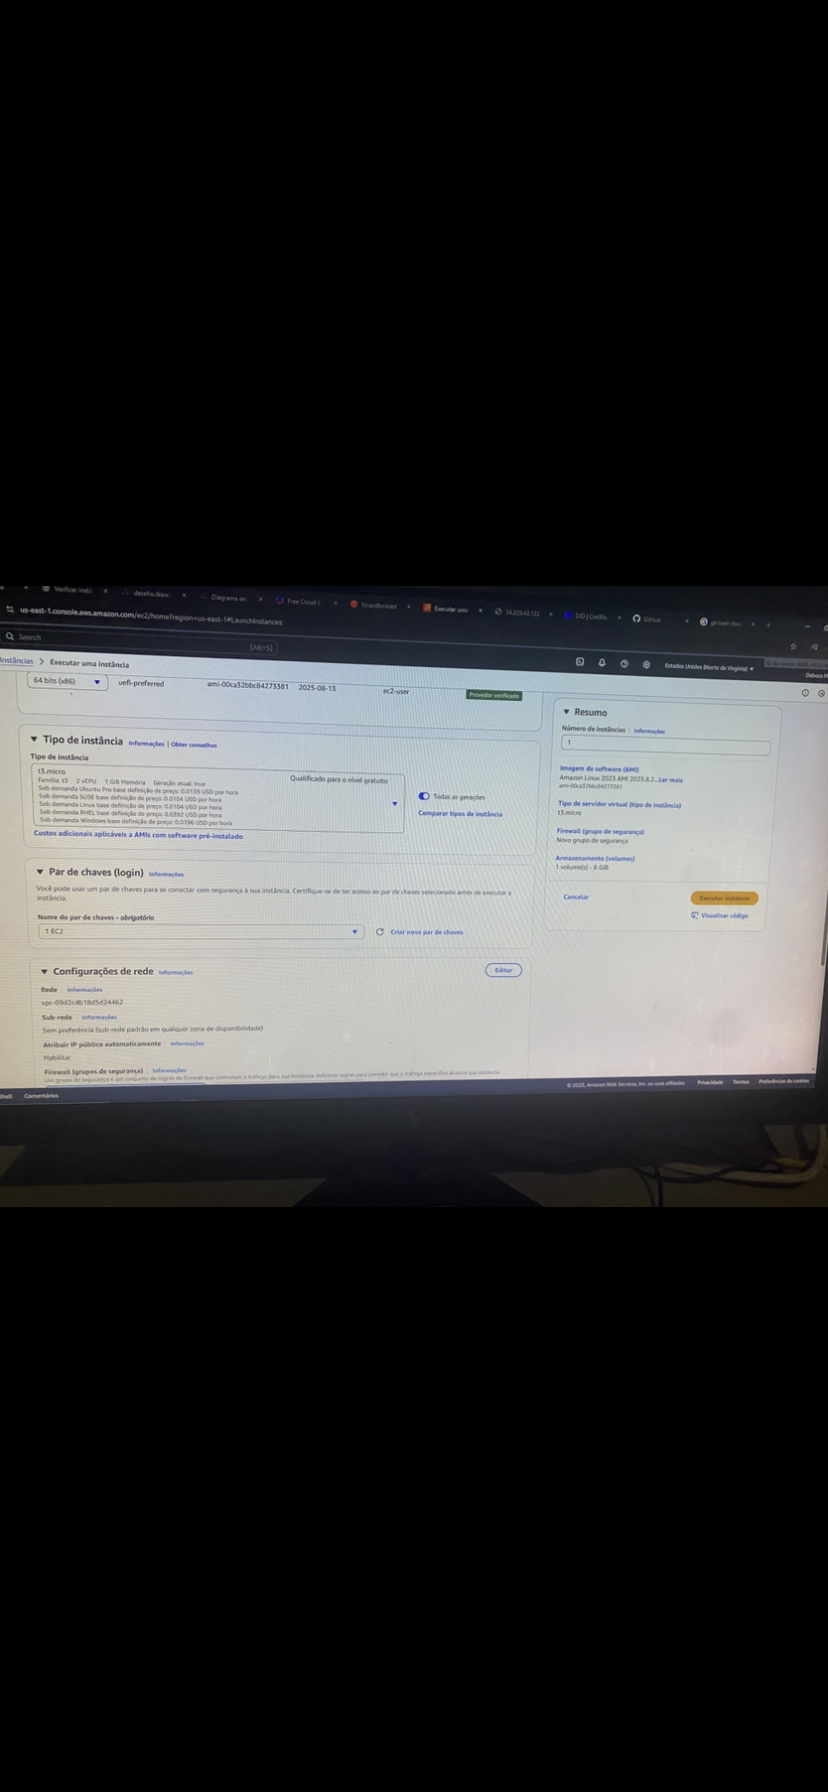 Verificar insta
desafio.draw
Diagrama se
Free Cloud C
Unauthorized
Executar uma
GitHub
us-east-1.console.aws.amazon.com/ec2/home?region=us-east-1#LaunchInstances:
Search
[Alt+S]
Estados Unidos (Norte da Virgínia)
Instâncias > Executar uma instância
64 bits (x86)
uefi-preferred
ami-00ca32bbc84273381
2025-08-13
ec2-user
Provedor verificado
Tipo de instância
Informações | Obter conselhos
Tipo de instância
t3.micro
Qualificado para o nível gratuito
Família: t3 2 vCPU 1 GiB Memória Geração atual: true
Sob demanda Ubuntu Pro base definição de preço: 0.0139 USD por hora
Sob demanda SUSE base definição de preço: 0.0104 USD por hora
Sob demanda Linux base definição de preço: 0.0104 USD por hora
Sob demanda RHEL base definição de preço: 0.0392 USD por hora
Sob demanda Windows base definição de preço: 0.0196 USD por hora
Todas as gerações
Comparar tipos de instância
Custos adicionais aplicáveis a AMIs com software pré-instalado
Par de chaves (login)
Informações
Você pode usar um par de chaves para se conectar com segurança à sua instância. Certifique-se de ter acesso ao par de chaves selecionado antes de executar a
instância.
Nome do par de chaves - obrigatório
1 EC2
Criar novo par de chaves
Configurações de rede
Informações
Editar
Rede
Informações
vpc-09d2c4b18d5d24462
Sub-rede
Informações
Sem preferência (sub-rede padrão em qualquer zona de disponibilidade)
Atribuir IP público automaticamente
Informações
Habilitar
Firewall (grupos de segurança)
Informações
Um grupo de segurança é um conjunto de regras de firewall que controlam o tráfego para sua instância. Adicione regras para permitir que o tráfego específico alcance sua instância.
Resumo
Número de instâncias
Informações
1
Imagem do software (AMI)
Amazon Linux 2023 AMI 2023.8.2...Ler mais
ami-00ca32bbc84273381
Tipo de servidor virtual (tipo de instância)
t3.micro
Firewall (grupo de segurança)
Novo grupo de segurança
Armazenamento (volumes)
1 volume(s) - 8 GiB
Cancelar
Executar instância
Visualizar código
Shell
Comentários
© 2025, Amazon Web Services, Inc. ou suas afiliadas.
Privacidade
Termos
Preferências de cookies